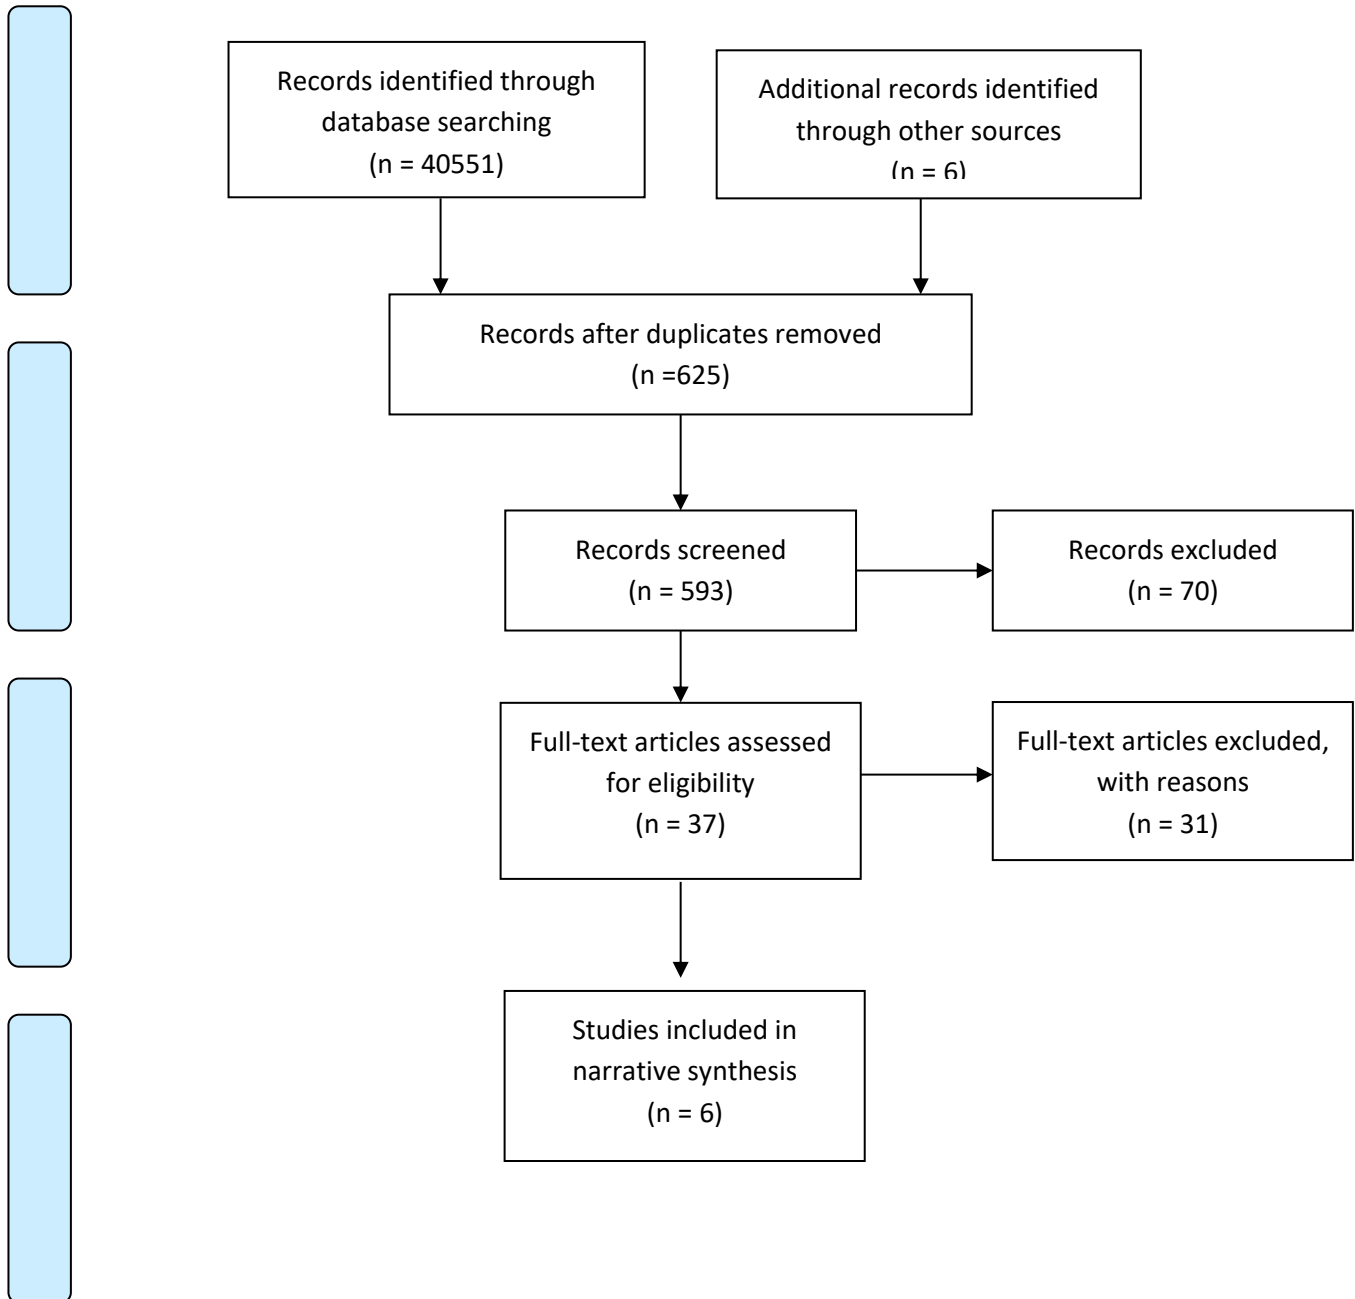 Records identified through
database searching
(n = 40551)
Additional records identified
through other sources
(n = 6)
Records after duplicates removed
(n =625)
Records screened
(n = 593)
Records excluded
(n = 70)
Full-text articles assessed
for eligibility
(n = 37)
Full-text articles excluded,
with reasons
(n = 31)
Studies included in
narrative synthesis
(n = 6)